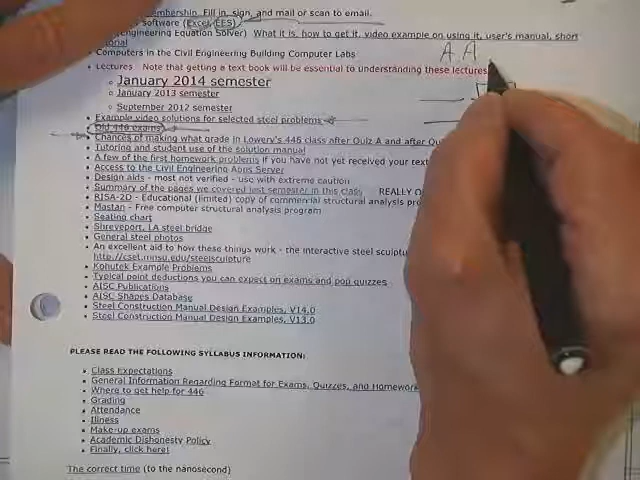 membership. Fill in, sign, and mail or scan to email.
software (Excel, EES)
(Engineering Equation Solver) What it is, how to get it, video example on using it, user's manual, short
tutorial
Computers in the Civil Engineering Building Computer Labs
A.A
Lectures Note that getting a text book will be essential to understanding these lectures
January 2014 semester
January 2013 semester
September 2012 semester
Example video solutions for selected steel problems
Old 446 exams
Chances of making what grade in Lowery's 446 class after Quiz A and after
Tutoring and student use of the solution manual
A few of the first homework problems if you have not yet received your text
Access to the Civil Engineering Apps Server
Design aids - most not verified - use with extreme caution
Summary of the pages we covered last semester in this class REALLY
RISA-2D - Educational (limited) copy of commercial structural analysis
Mastan - Free computer structural analysis program
Seating chart
Shreveport, LA steel bridge
General steel photos
An excellent aid to how these things work - the interactive steel
http://cset.mnsu.edu/steelsculpture
Kohutek Example Problems
Typical point deductions you can expect on exams and pop quizzes
AISC Publications
AISC Shapes Database
Steel Construction Manual Design Examples, V14.0
Steel Construction Manual Design Examples, V13.0
PLEASE READ THE FOLLOWING SYLLABUS INFORMATION:
Class Expectations
General Information Regarding Format for Exams, Quizzes, and Homework
Where to get help for 446
Grading
Attendance
Illness
Make-up exams
Academic Dishonesty Policy
Finally, click here!
The correct time (to the nanosecond)